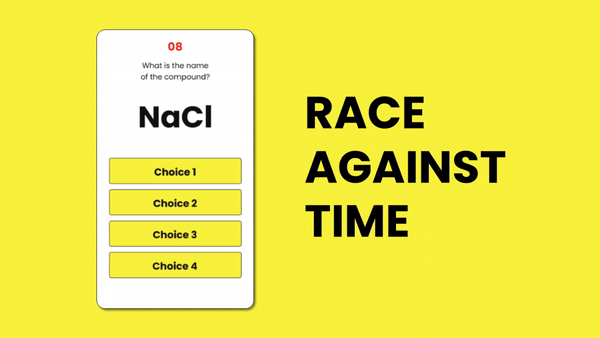 08
What is the name
of the compound?
NaCl
Choice 1
Choice 2
Choice 3
Choice 4
RACE
AGAINST
TIME